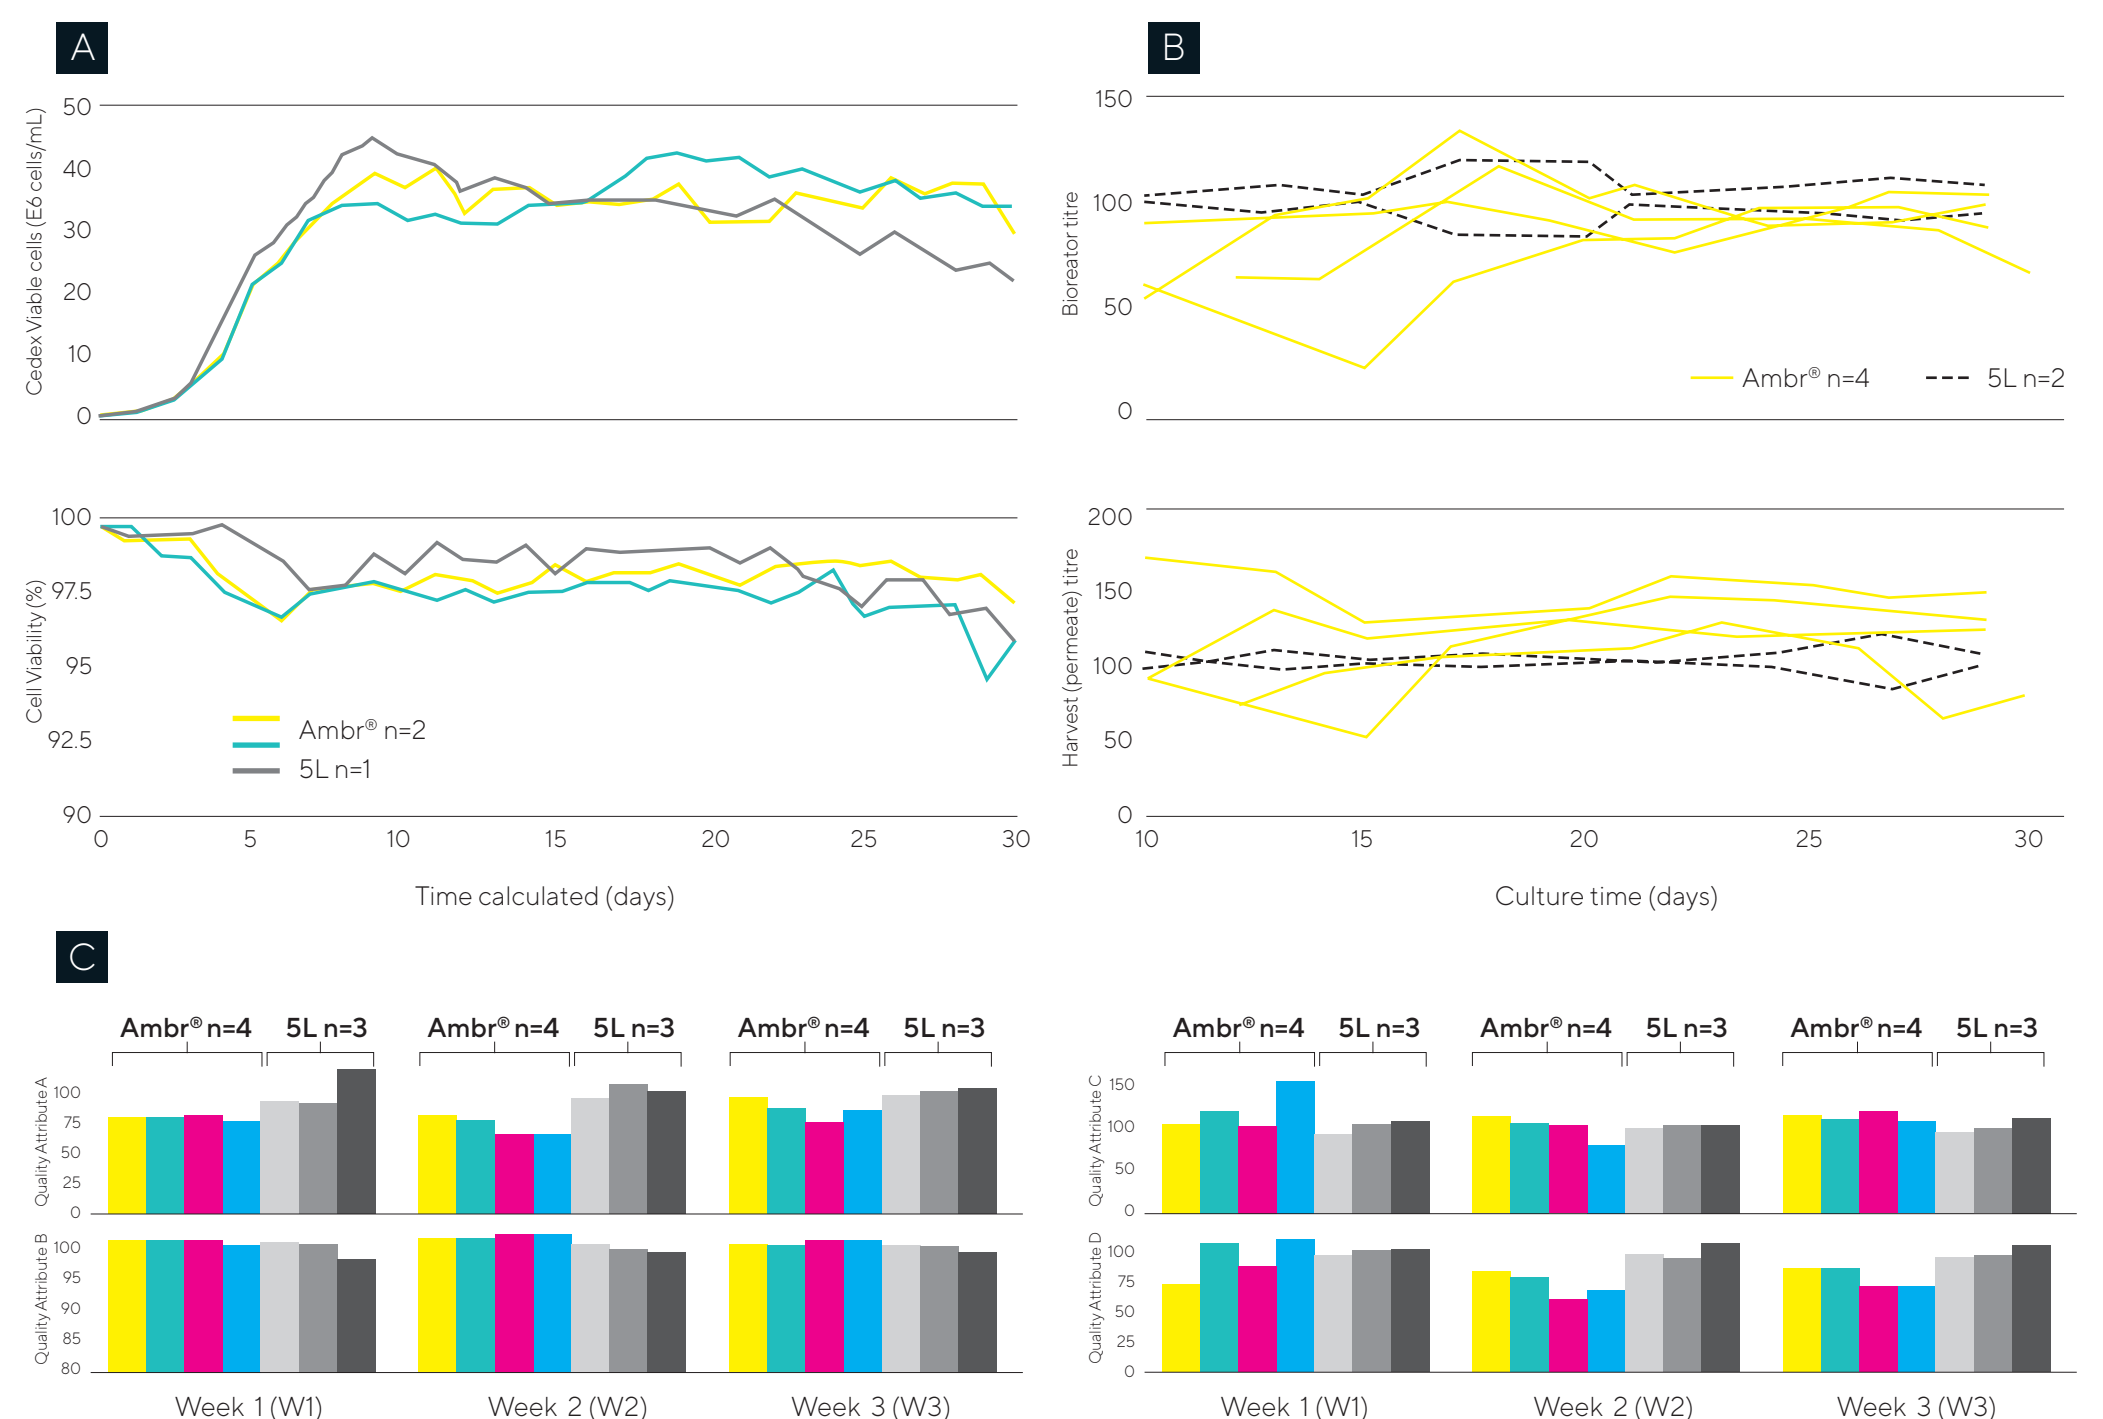 A
50
40
30
20
10
0
Cedex Viable cells (E6 cells/mL)
100
97.5
95
92.5
90
Cell Viability (%)
Ambr® n=2
5L n=1
0 5 10 15 20 25 30
Time calculated (days)
B
150
100
50
0
Bioreator titre
Ambr® n=4 5L n=2
200
150
100
50
0
Harvest (permeate) titre
10 15 20 25 30
Culture time (days)
C
Ambr® n=4 5L n=3 Ambr® n=4 5L n=3 Ambr® n=4 5L n=3
100
75
50
25
0
Quality Attribute A
100
95
90
85
80
Quality Attribute B
Week 1 (W1) Week 2 (W2) Week 3 (W3)
Ambr® n=4 5L n=3 Ambr® n=4 5L n=3 Ambr® n=4 5L n=3
150
100
50
0
Quality Attribute C
100
75
50
25
0
Quality Attribute D
Week 1 (W1) Week 2 (W2) Week 3 (W3)